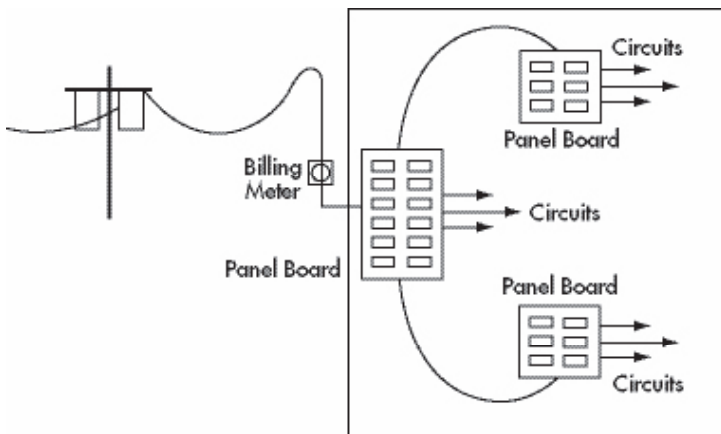 Circuits
Panel Board
Billing
Meter
Circuits
Panel Board
Panel Board
Circuits